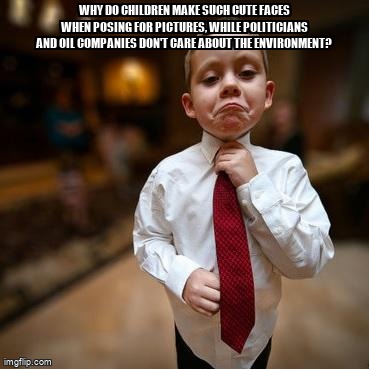 WHY DO CHILDREN MAKE SUCH CUTE FACES
WHEN POSING FOR PICTURES, WHILE POLITICIANS
AND OIL COMPANIES DON'T CARE ABOUT THE ENVIRONMENT?
imgflip.com